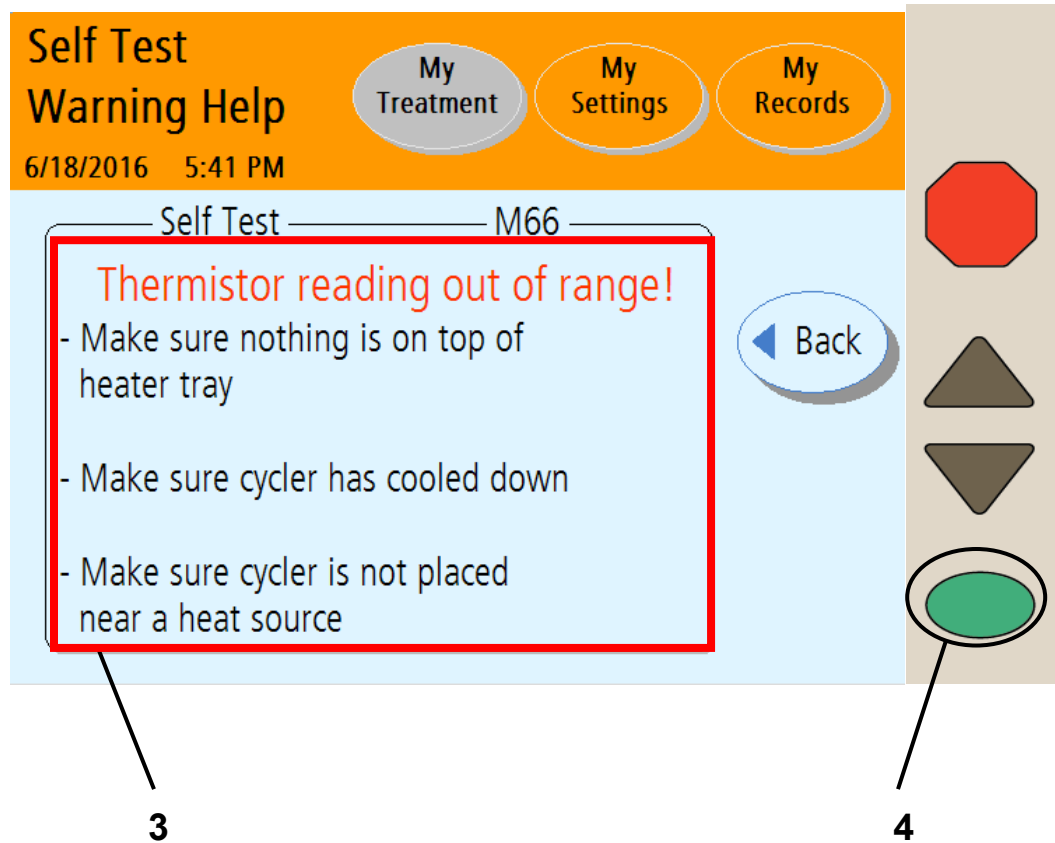 Self Test
Warning Help
6/18/2016 5:41 PM
My
Treatment
My
Settings
My
Records
Self Test M66
Thermistor reading out of range!
- Make sure nothing is on top of
heater tray
- Make sure cycler has cooled down
- Make sure cycler is not placed
near a heat source
Back
3
4